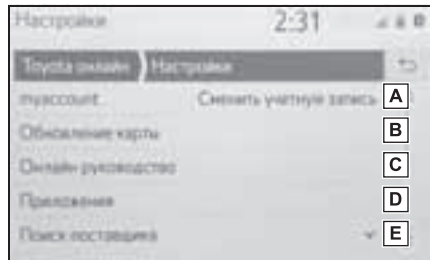 Настройки 2:31
Toyota онлайн Настройки
myaccount Сменить учетную запись A
Обновление карты B
Онлайн руководство C
Приложения D
Поиск поставщика E